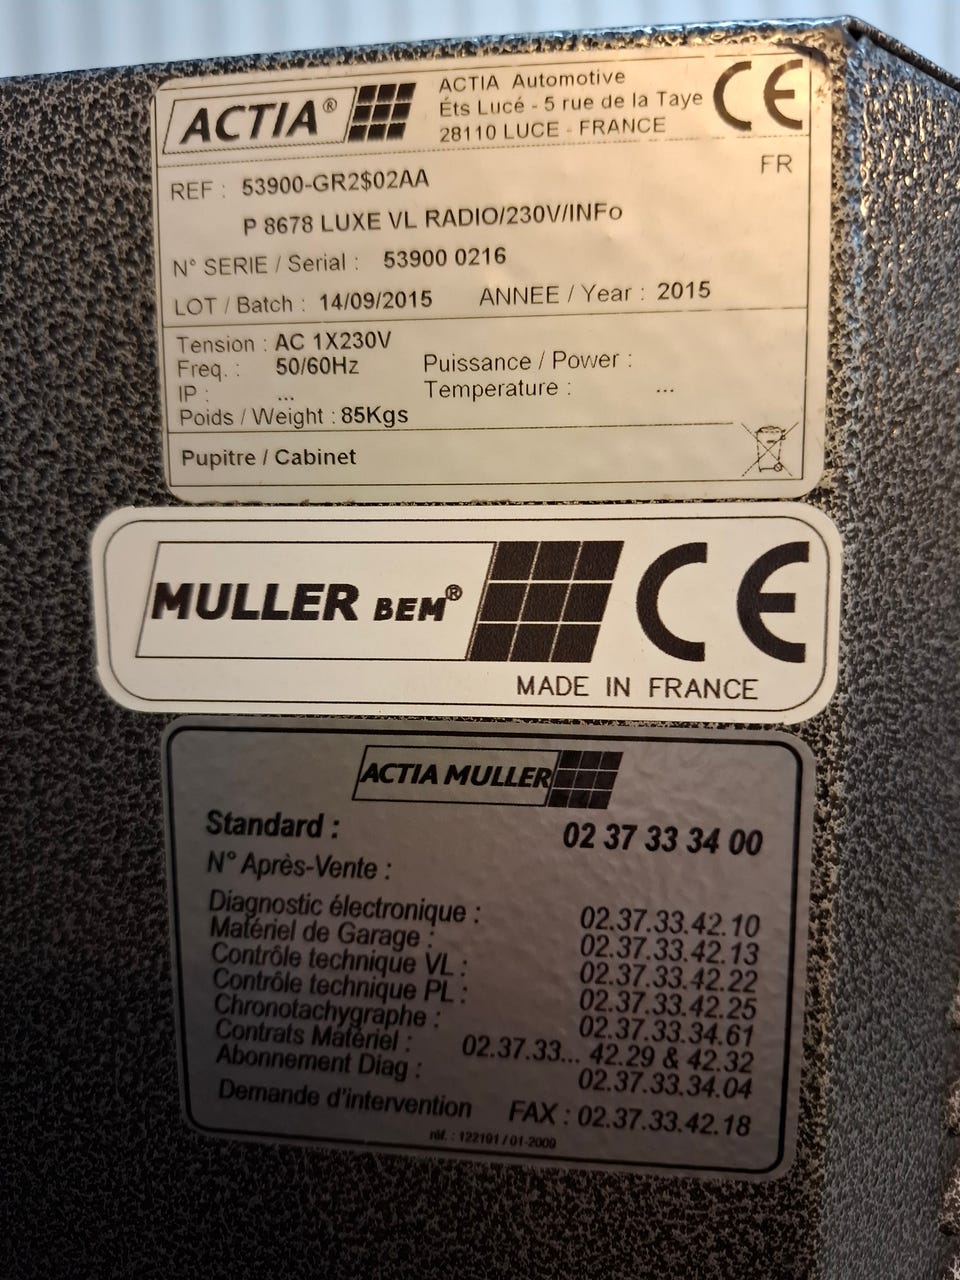 ACTIA®
ACTIA Automotive
Éts Lucé - 5 rue de la Taye
28110 LUCE - FRANCE
CE
FR
REF : 53900-GR2$02AA
P 8678 LUXE VL RADIO/230V/INFo
N° SERIE / Serial : 53900 0216
LOT / Batch : 14/09/2015 ANNEE / Year : 2015
Tension : AC 1X230V
Freq. : 50/60Hz Puissance / Power :
IP : ... Temperature : ...
Poids / Weight : 85Kgs
Pupitre / Cabinet
MULLER BEM® CE
MADE IN FRANCE
ACTIA MULLER
Standard : 02 37 33 34 00
N° Après-Vente :
Diagnostic électronique : 02.37.33.42.10
Matériel de Garage : 02.37.33.42.13
Contrôle technique VL : 02.37.33.42.22
Contrôle technique PL : 02.37.33.42.25
Chronotachygraphe : 02.37.33.34.61
Contrats Matériel : 02.37.33... 42.29 & 42.32
Abonnement Diag : 02.37.33.34.04
Demande d'intervention FAX : 02.37.33.42.18
réf. : 122191 / 01-2009